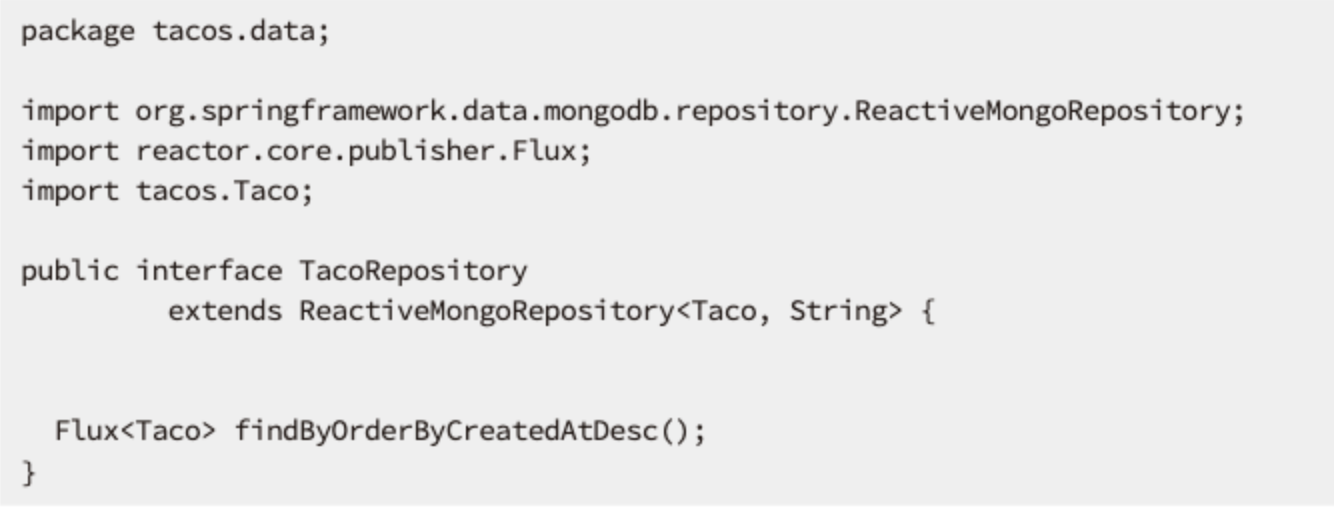 package tacos.data;
import org.springframework.data.mongodb.repository.ReactiveMongoRepository;
import reactor.core.publisher.Flux;
import tacos.Taco;
public interface TacoRepository
extends ReactiveMongoRepository<Taco, String> {
Flux<Taco> findByOrderByCreatedAtDesc();
}